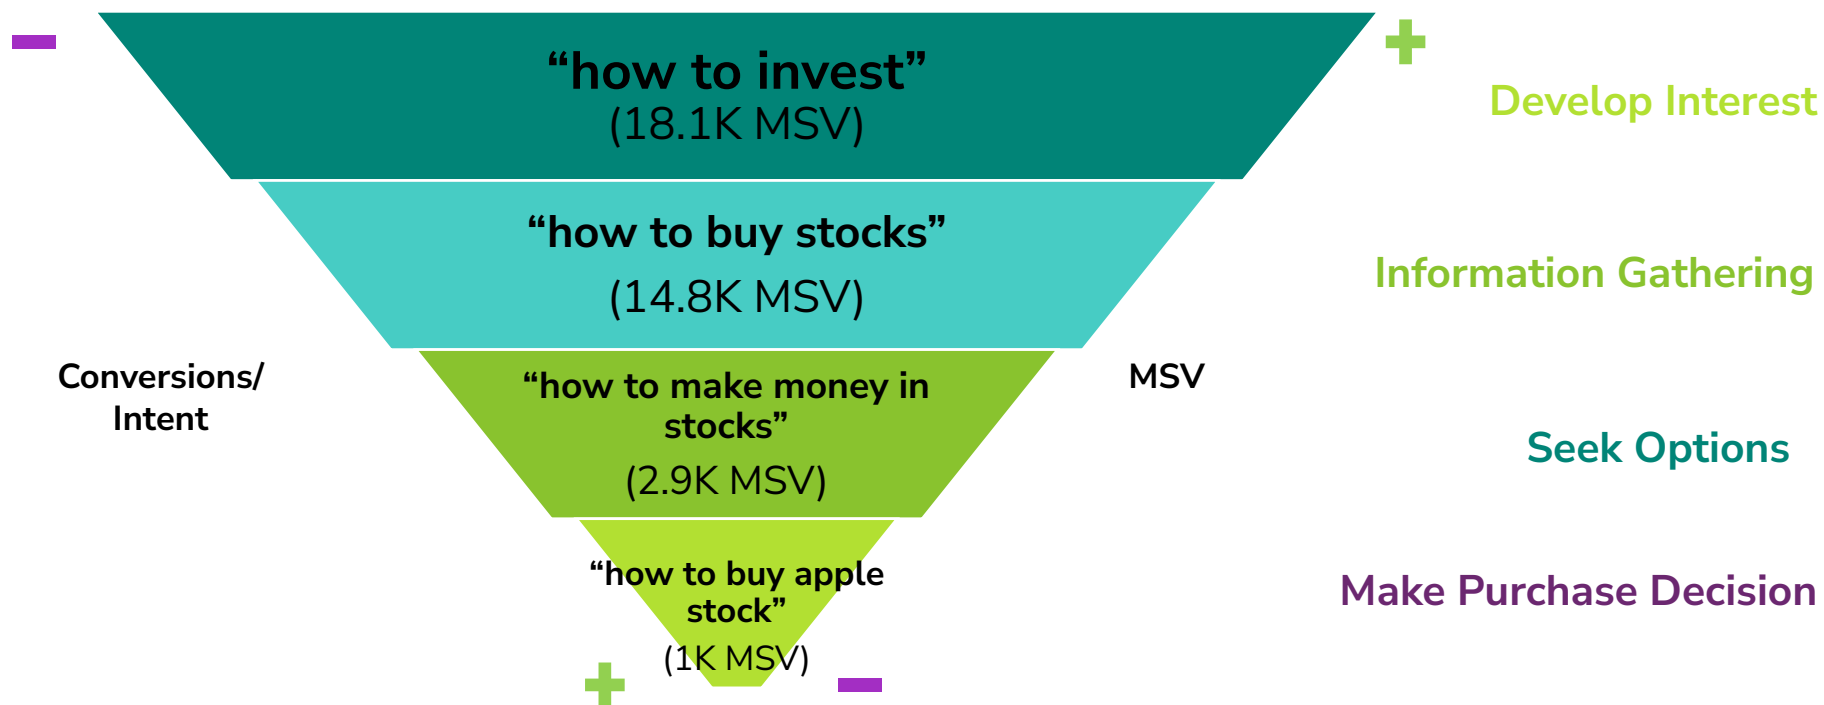 “how to invest”
(18.1K MSV)
Develop Interest
“how to buy stocks”
(14.8K MSV)
Information Gathering
Conversions/
Intent
“how to make money in
stocks”
(2.9K MSV)
MSV
Seek Options
“how to buy apple
stock”
(1K MSV)
Make Purchase Decision